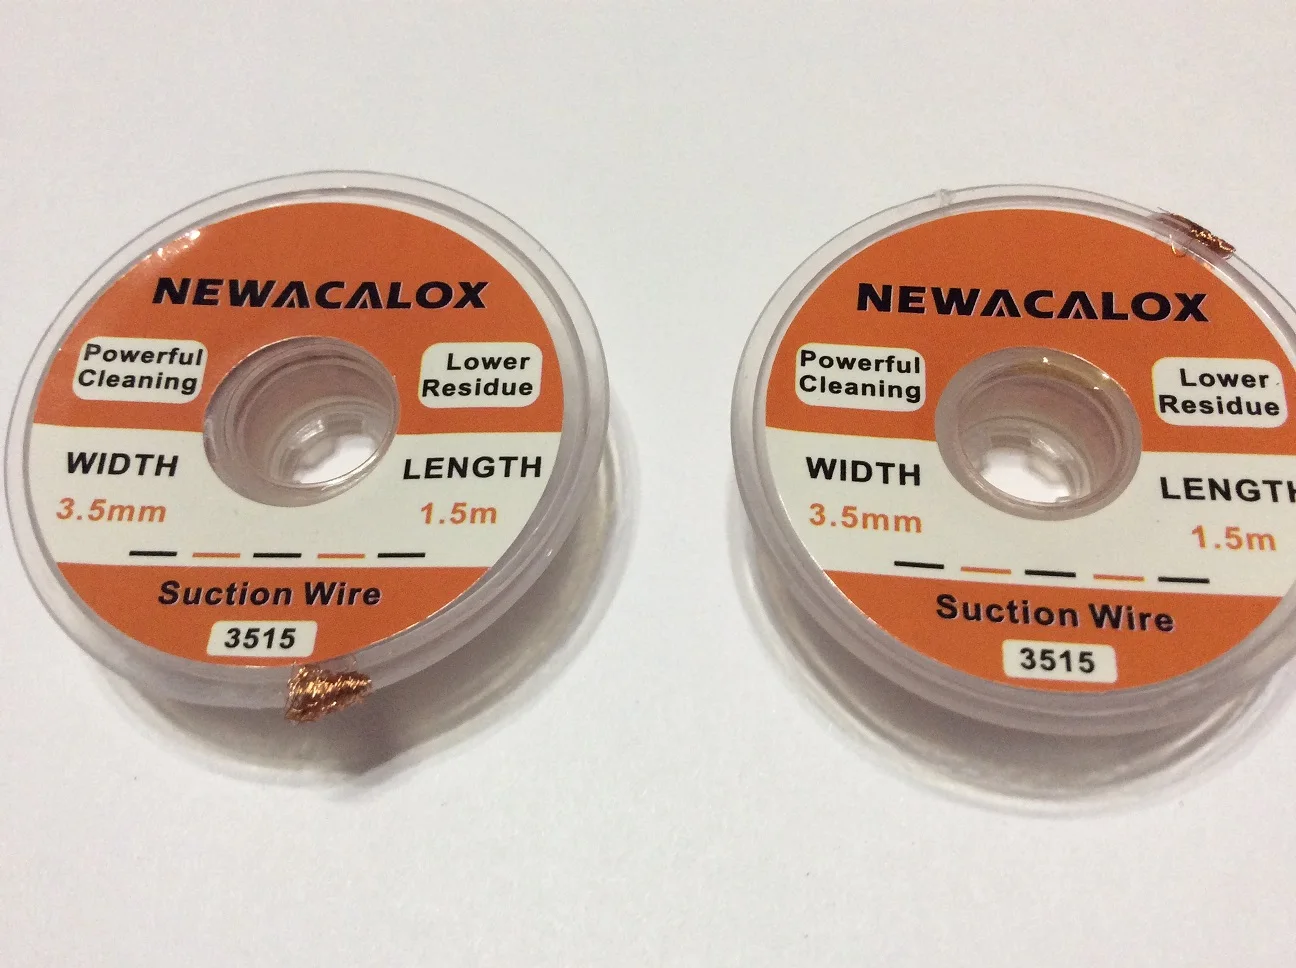 NEWACALOX
Powerful
Cleaning
Lower
Residue
WIDTH
LENGTH
3.5mm
1.5m
Suction Wire
3515
NEWACALOX
Powerful
Cleaning
Lower
Residue
WIDTH
LENGTH
3.5mm
1.5m
Suction Wire
3515